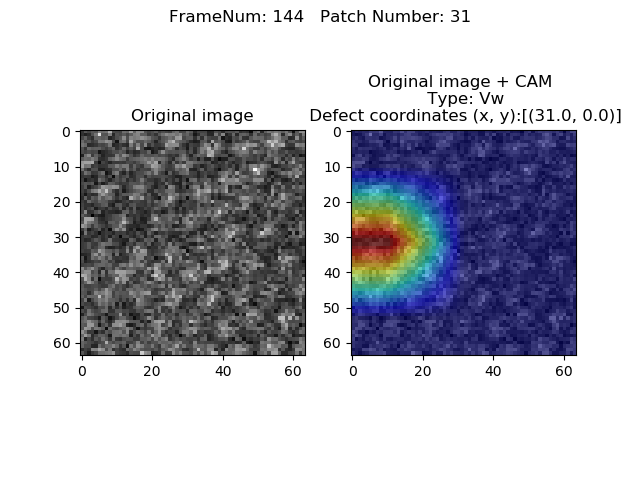 FrameNum: 144   Patch Number: 31
Original image
Original image + CAM
Type: Vw
Defect coordinates (x, y):[(31.0, 0.0)]
0
10
20
30
40
50
60
0 20 40 60
0
10
20
30
40
50
60
0 20 40 60